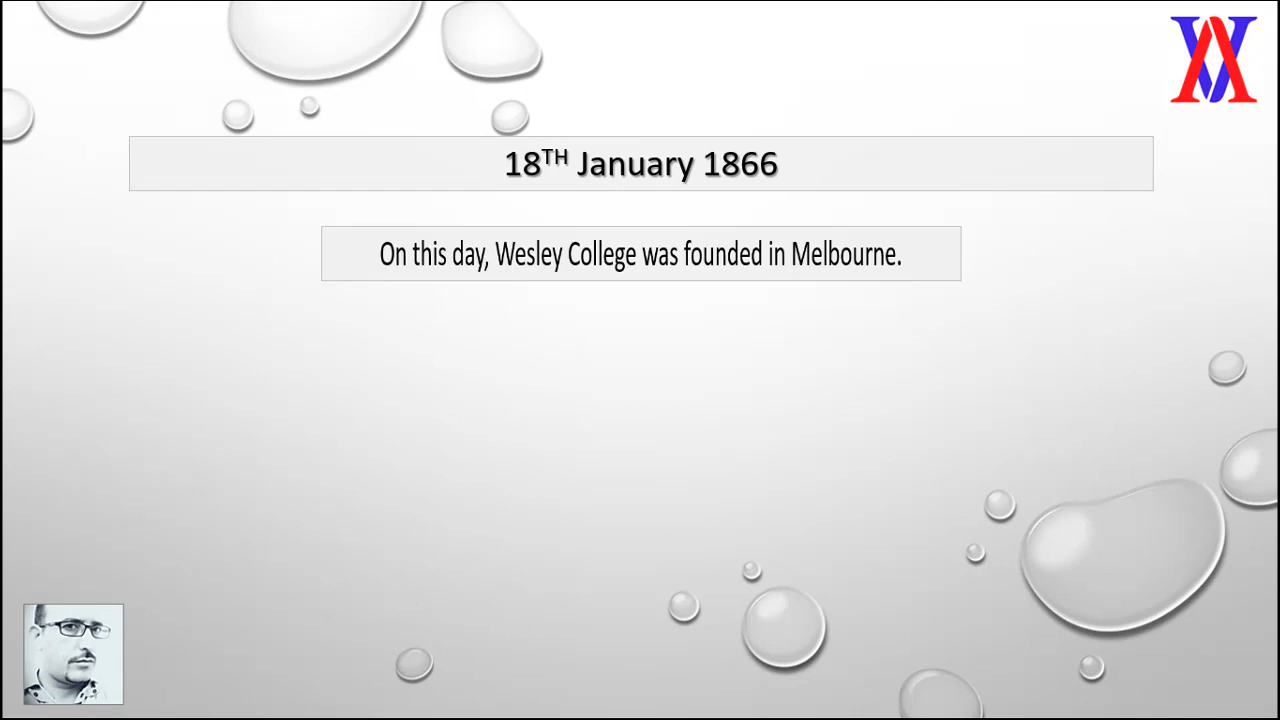 18TH January 1866
On this day, Wesley College was founded in Melbourne.